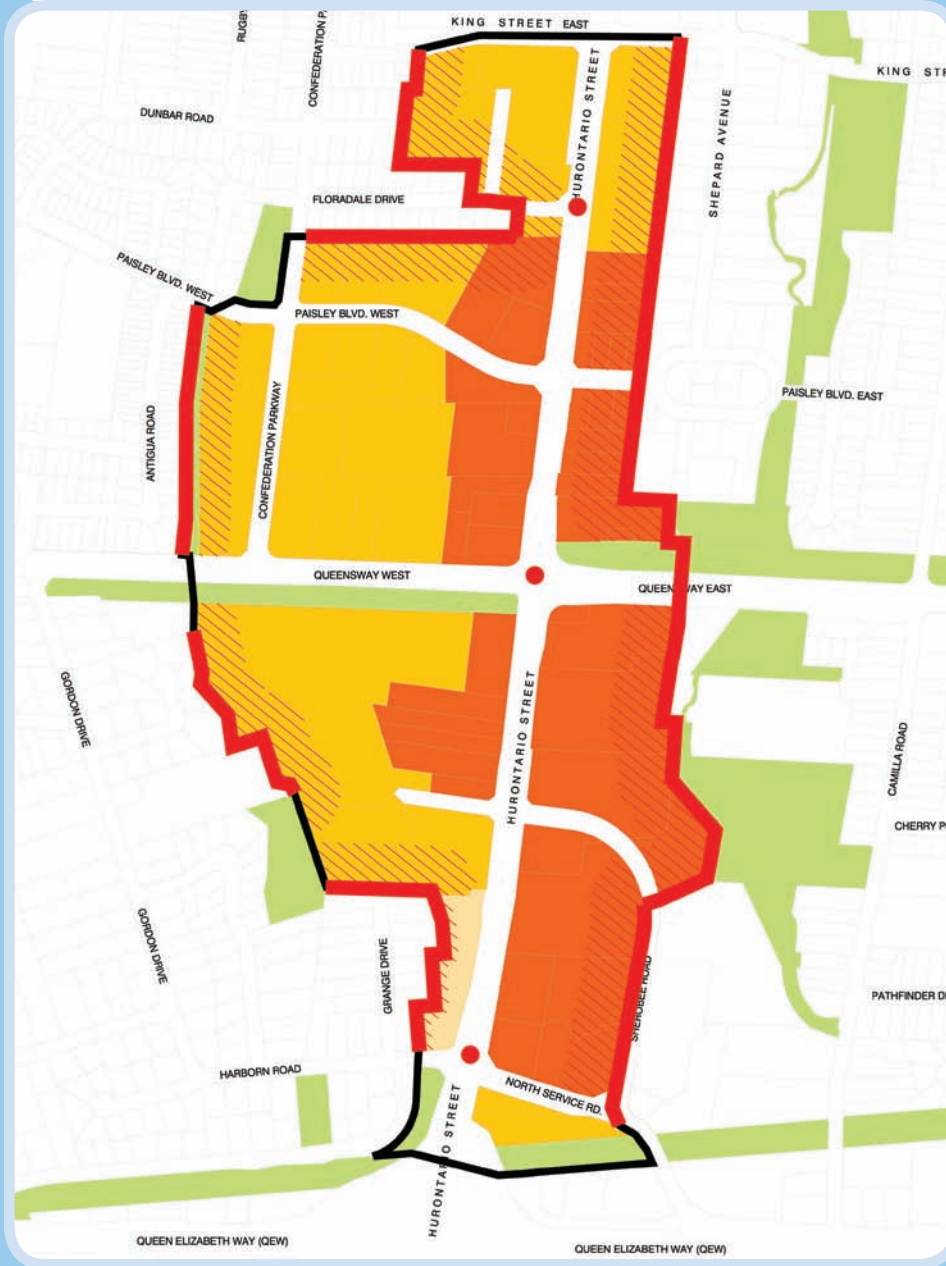 KING STREET EAST
RUGBY
CONFEDERATION P
KING STR
DUNBAR ROAD
HURONTARIO STREET
SHEPARD AVENUE
FLORADALE DRIVE
PAISLEY BLVD. WEST
PAISLEY BLVD. WEST
PAISLEY BLVD. EAST
ANTIGUA ROAD
CONFEDERATION PARKWAY
QUEENSWAY WEST
QUEENSWAY EAST
GORDON DRIVE
HURONTARIO STREET
CAMILLA ROAD
CHERRY P
GORDON DRIVE
GRANGE DRIVE
SHEROBEE ROAD
PATHFINDER D
HARBORN ROAD
NORTH SERVICE RD.
HURONTARIO STREET
QUEEN ELIZABETH WAY (QEW)
QUEEN ELIZABETH WAY (QEW)